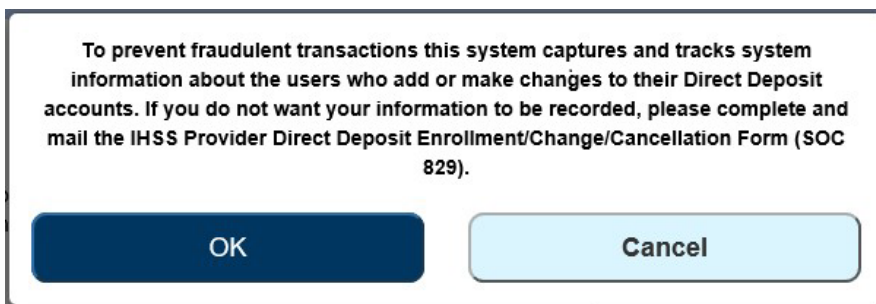 To prevent fraudulent transactions this system captures and tracks system
information about the users who add or make changes to their Direct Deposit
accounts. If you do not want your information to be recorded, please complete and
mail the IHSS Provider Direct Deposit Enrollment/Change/Cancellation Form (SOC
829).
OK
Cancel